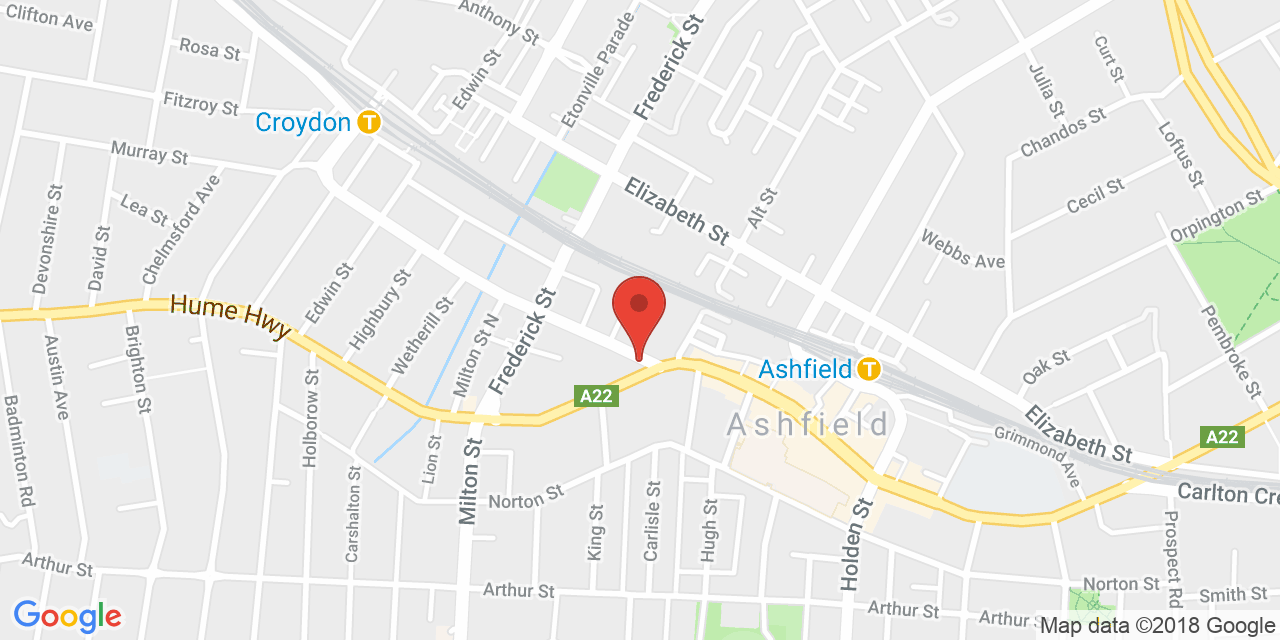 Clifton Ave
Anthony St
Frederick St
Rosa St
Edwin St
Etonville Parade
Curt St
Julia St
Fitzroy St
Croydon
T
Chandos St
Loftus St
Murray St
Elizabeth St
Alt St
Cecil St
Devonshire St
Lea St
Chelmsford Ave
Orpington St
David St
Webbs Ave
Hume Hwy
Edwin St
Highbury St
Wetherill St
Milton St N
Frederick St
Pembroke St
Austin Ave
Brighton St
Ashfield
T
Oak St
A22
Badminton Rd
Holborow St
Ashfield
Elizabeth St
A22
Lion St
Milton St
Grimmond Ave
Carshalton St
Norton St
King St
Carlisle St
Hugh St
Holden St
Carlton Cre
Prospect Rd
Arthur St
Arthur St
Arthur St
Arthur St
Norton St
Smith St
Google
Map data ©2018 Google